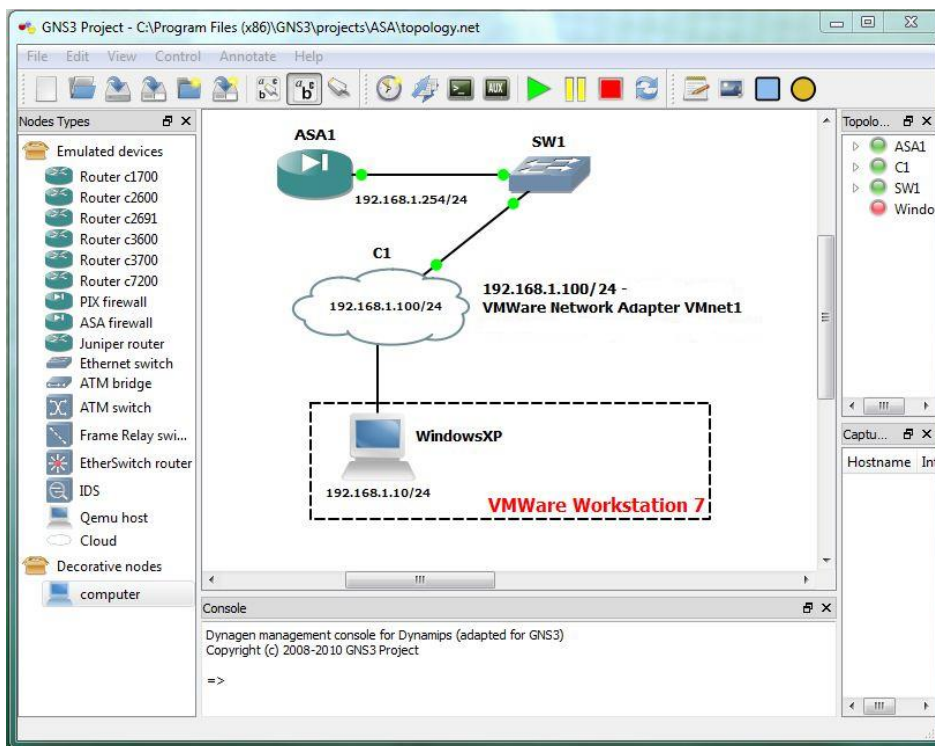 GNS3 Project - C:\Program Files (x86)\GNS3\projects\ASA\topology.net
File Edit View Control Annotate Help
AUX
Nodes Types
Emulated devices
Router c1700
Router c2600
Router c2691
Router c3600
Router c3700
Router c7200
PIX firewall
ASA firewall
Juniper router
Ethernet switch
ATM bridge
ATM switch
Frame Relay swi...
EtherSwitch router
IDS
Qemu host
Cloud
Decorative nodes
computer
ASA1
SW1
192.168.1.254/24
C1
192.168.1.100/24
192.168.1.100/24 -
VMWare Network Adapter VMnet1
WindowsXP
192.168.1.10/24
VMWare Workstation 7
Console
Dynagen management console for Dynamips (adapted for GNS3)
Copyright (c) 2008-2010 GNS3 Project
=>
Topolo...
ASA1
C1
SW1
Windo
Captu...
Hostname Int